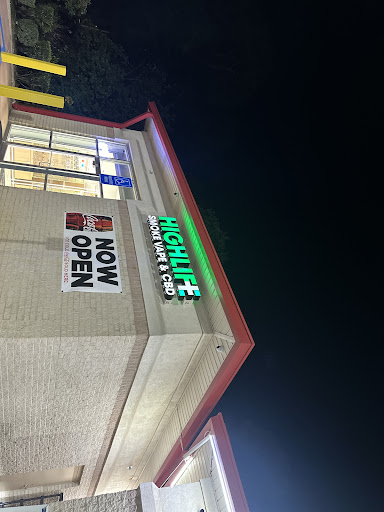 HIGHLIFE
SMOKE VAPE & CBD
NOW
OPEN